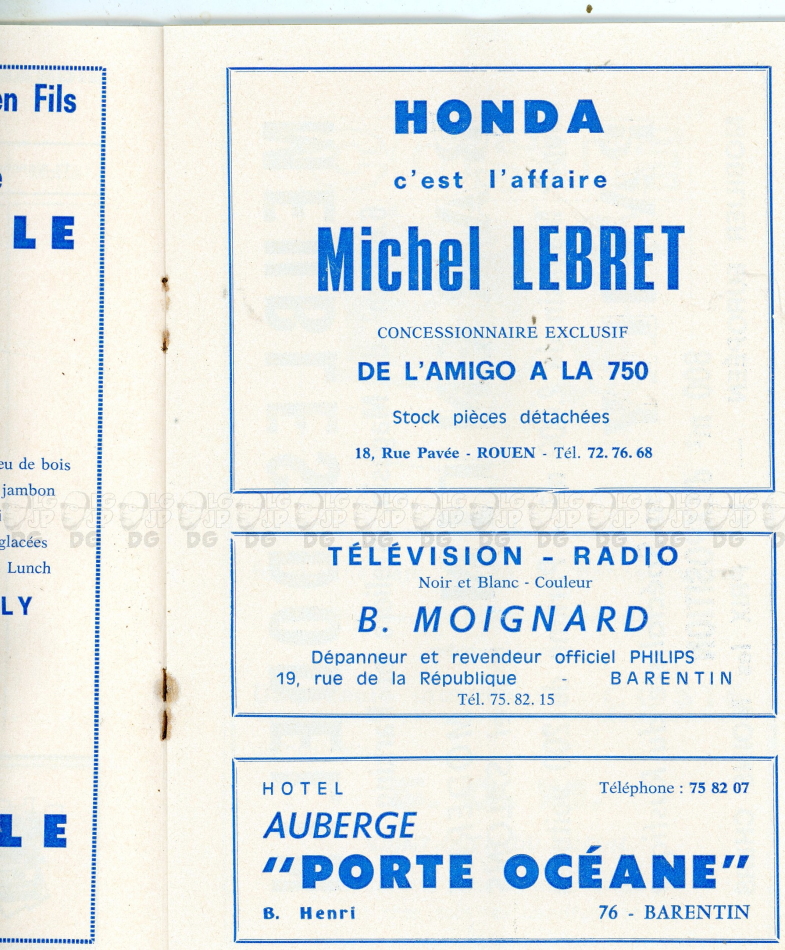 en Fils
e
LE
eu de bois
jambon
glacées
Lunch
LY
LE
HONDA
c'est l'affaire
Michel LEBRET
CONCESSIONNAIRE EXCLUSIF
DE L'AMIGO A LA 750
Stock pièces détachées
18, Rue Pavée - ROUEN - Tél. 72.76.68
TÉLÉVISION - RADIO
Noir et Blanc - Couleur
B. MOIGNARD
Dépanneur et revendeur officiel PHILIPS
19, rue de la République - BARENTIN
Tél. 75.82.15
HOTEL Téléphone : 75 82 07
AUBERGE
"PORTE OCÉANE"
B. Henri 76 - BARENTIN